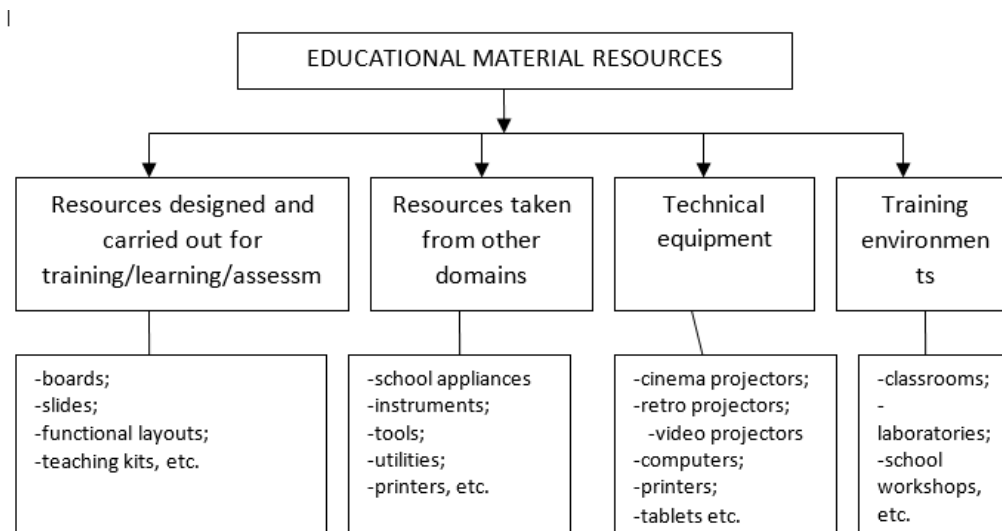 EDUCATIONAL MATERIAL RESOURCES
Resources designed and
carried out for
training/learning/assessm
Resources taken
from other
domains
Technical
equipment
Training
environmen
ts
-boards;
-slides;
-functional layouts;
-teaching kits, etc.
-school appliances
-instruments;
-tools;
-utilities;
-printers, etc.
-cinema projectors;
-retro projectors;
-video projectors
-computers;
-printers;
-tablets etc.
-classrooms;
-
laboratories;
-school
workshops,
etc.